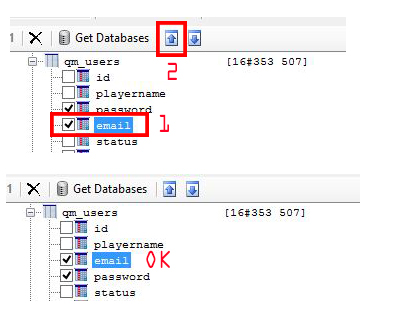 1 Get Databases
qm_users [16#353 507]
2
id
playername
password
email 1
status
1 Get Databases
qm_users [16#353 507]
id
playername
email OK
password
status